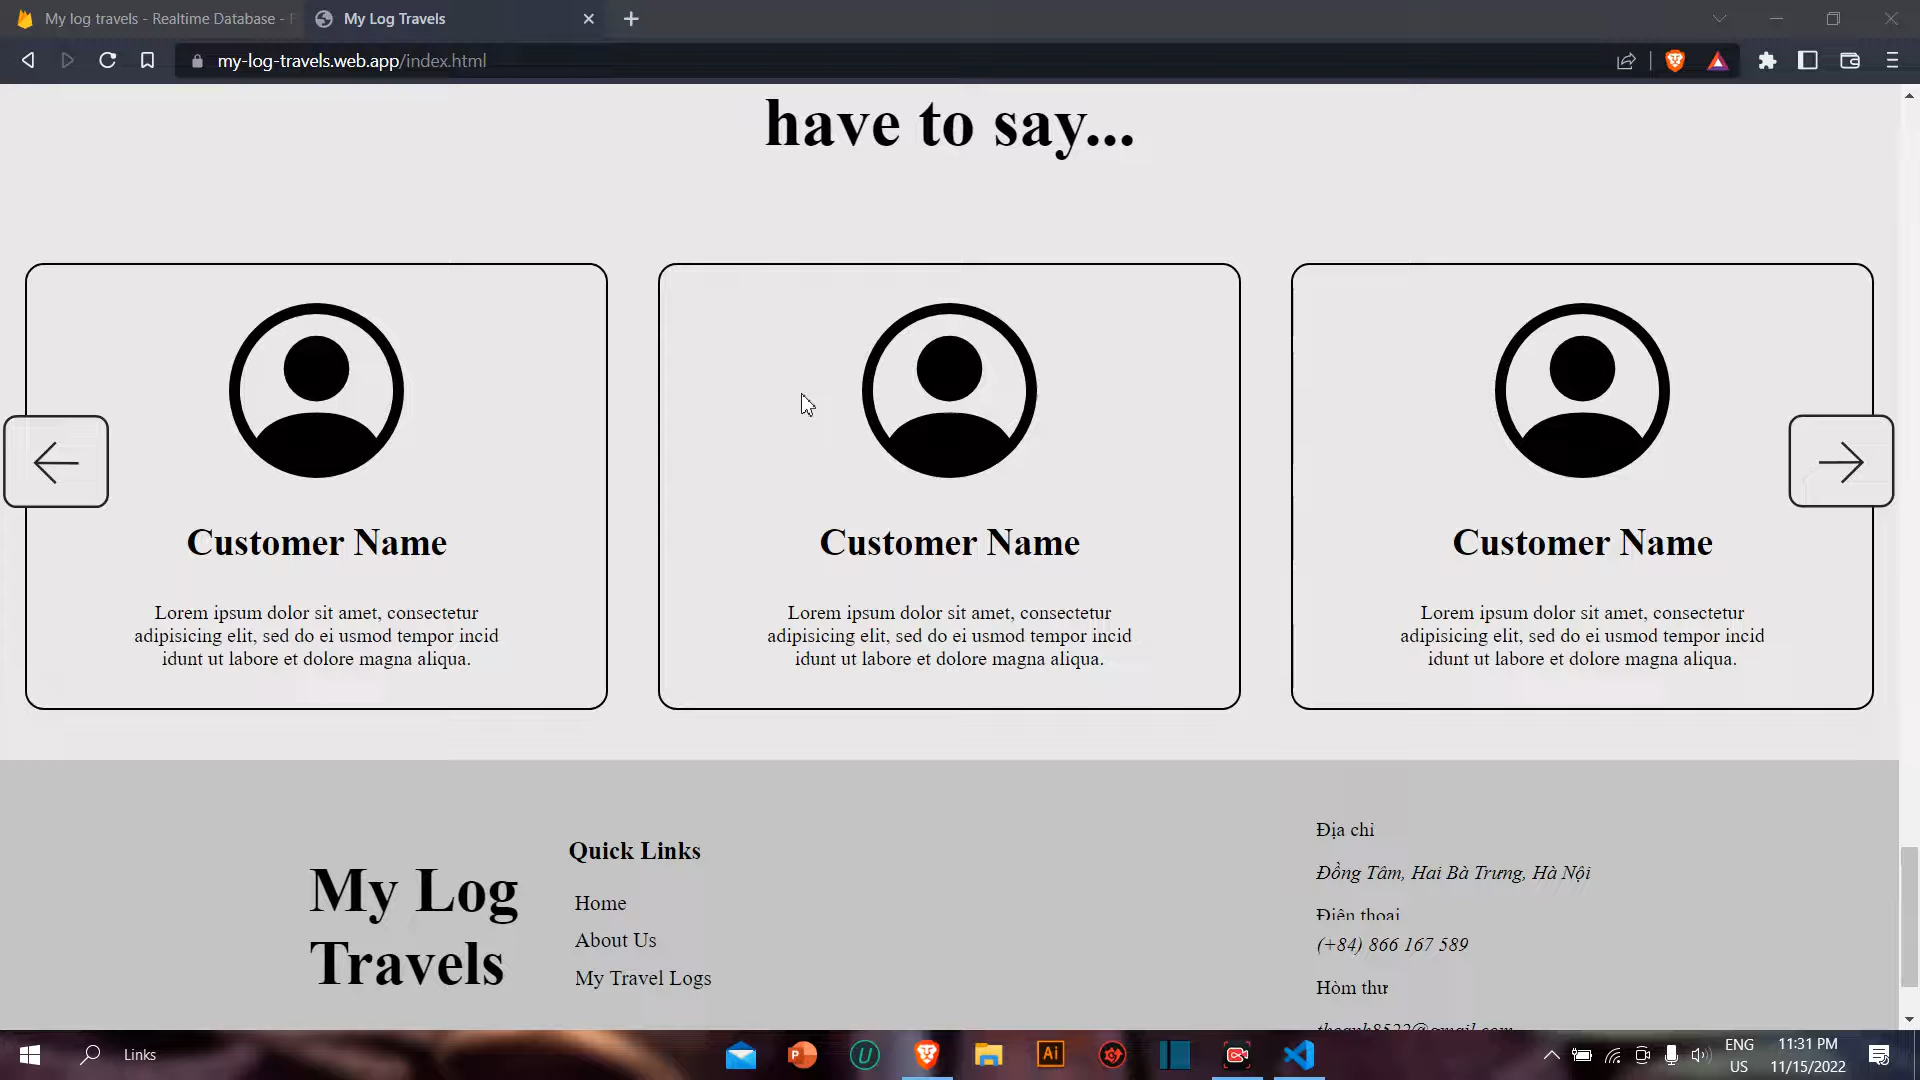 My log travels - Realtime Database -
My Log Travels
my-log-travels.web.app/index.html
have to say...
Customer Name
Lorem ipsum dolor sit amet, consectetur
adipisicing elit, sed do ei usmod tempor incid
idunt ut labore et dolore magna aliqua.
Customer Name
Lorem ipsum dolor sit amet, consectetur
adipisicing elit, sed do ei usmod tempor incid
idunt ut labore et dolore magna aliqua.
Customer Name
Lorem ipsum dolor sit amet, consectetur
adipisicing elit, sed do ei usmod tempor incid
idunt ut labore et dolore magna aliqua.
My Log
Travels
Quick Links
Home
About Us
My Travel Logs
Địa chỉ
Đồng Tâm, Hai Bà Trưng, Hà Nội
Điện thoại
(+84) 866 167 589
Hòm thư
Links
P
U
Ai
ENG
US
11:31 PM
11/15/2022